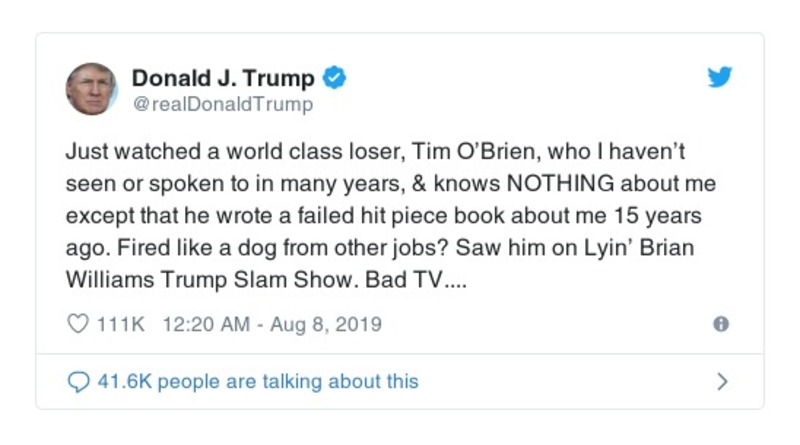 Donald J. Trump
@realDonaldTrump
Just watched a world class loser, Tim O’Brien, who I haven’t
seen or spoken to in many years, & knows NOTHING about me
except that he wrote a failed hit piece book about me 15 years
ago. Fired like a dog from other jobs? Saw him on Lyin’ Brian
Williams Trump Slam Show. Bad TV....
111K 12:20 AM - Aug 8, 2019
41.6K people are talking about this